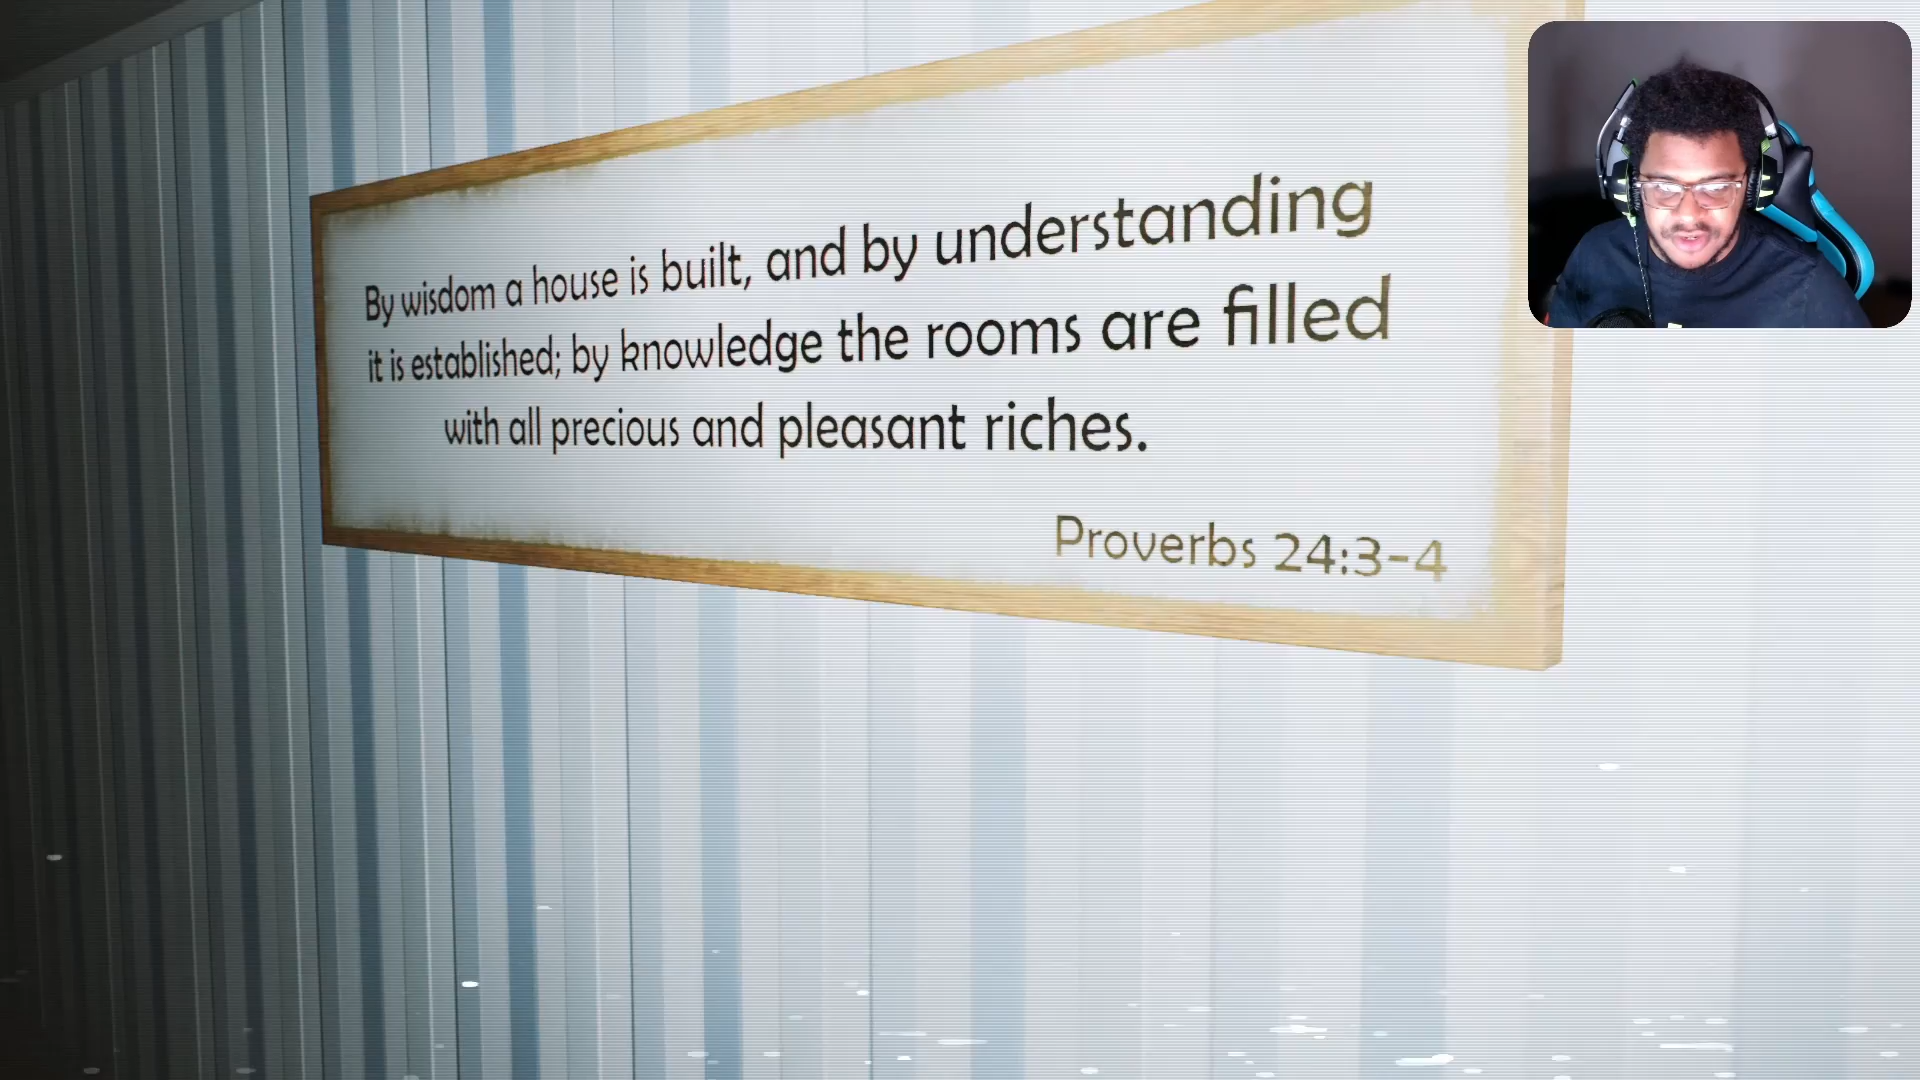 By wisdom a house is built, and by understanding
it is established; by knowledge the rooms are filled
with all precious and pleasant riches.
Proverbs 24:3-4